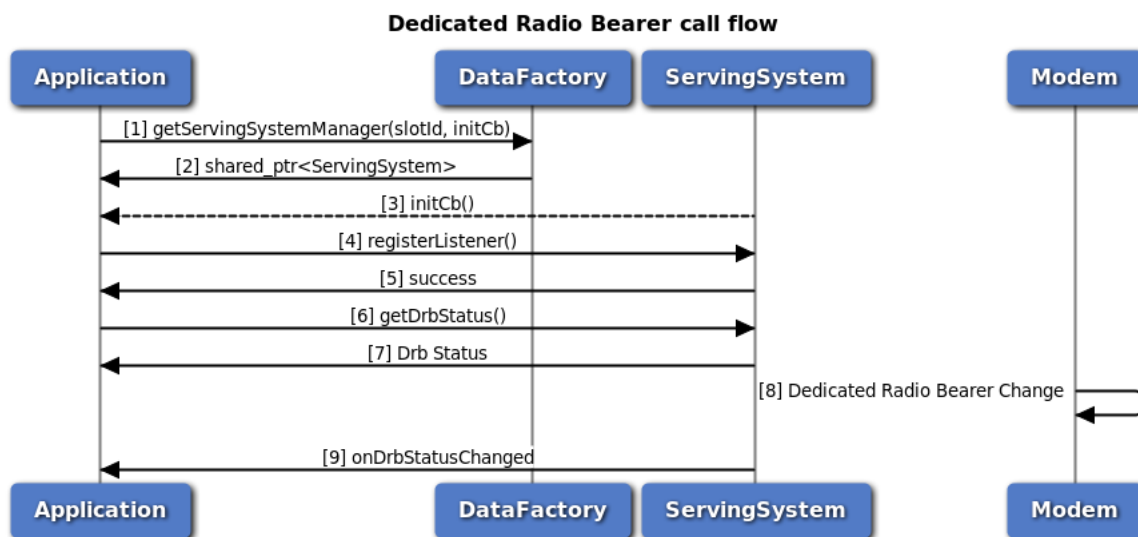 Dedicated Radio Bearer call flow
Application DataFactory ServingSystem Modem
[1] getServingSystemManager(slotId, initCb)
[2] shared_ptr<ServingSystem>
[3] initCb()
[4] registerListener()
[5] success
[6] getDrbStatus()
[7] Drb Status
[8] Dedicated Radio Bearer Change
[9] onDrbStatusChanged
Application DataFactory ServingSystem Modem